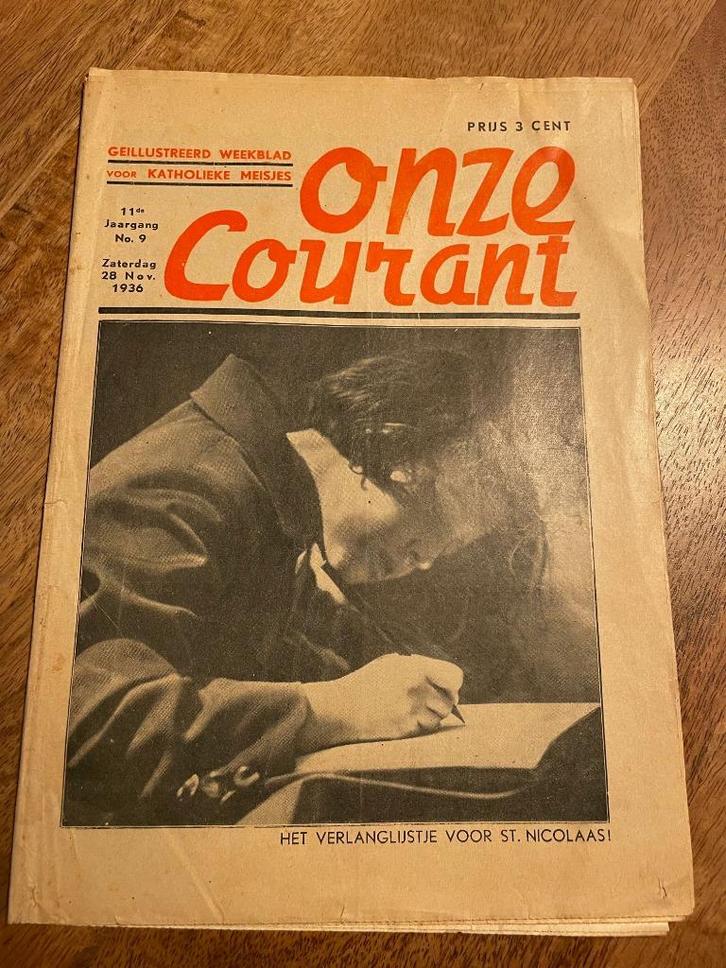 PRIJS 3 CENT
GEILLUSTREERD WEEKBLAD
VOOR KATHOLIEKE MEISJES
onze
Courant
11de
Jaargang
No. 9
Zaterdag
28 Nov.
1936
HET VERLANGLIJSTJE VOOR ST. NICOLAAS!